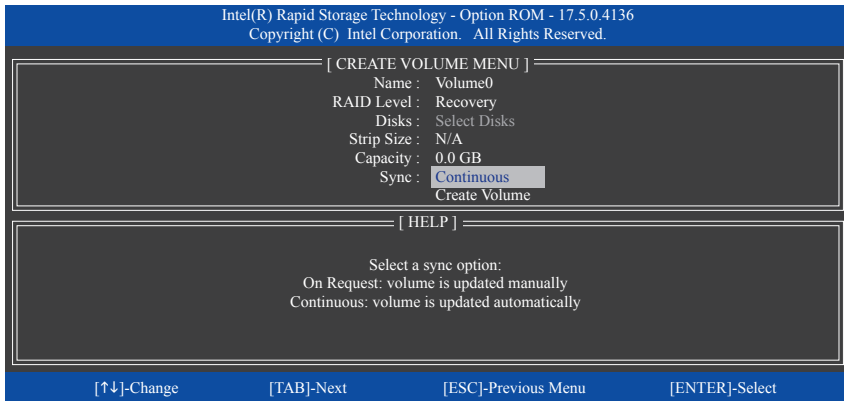 Intel(R) Rapid Storage Technology - Option ROM - 17.5.0.4136
Copyright (C) Intel Corporation. All Rights Reserved.
[ CREATE VOLUME MENU ]
Name : Volume0
RAID Level : Recovery
Disks : Select Disks
Strip Size : N/A
Capacity : 0.0 GB
Sync : Continuous
Create Volume
[ HELP ]
Select a sync option:
On Request: volume is updated manually
Continuous: volume is updated automatically
[↑↓]-Change [TAB]-Next [ESC]-Previous Menu [ENTER]-Select